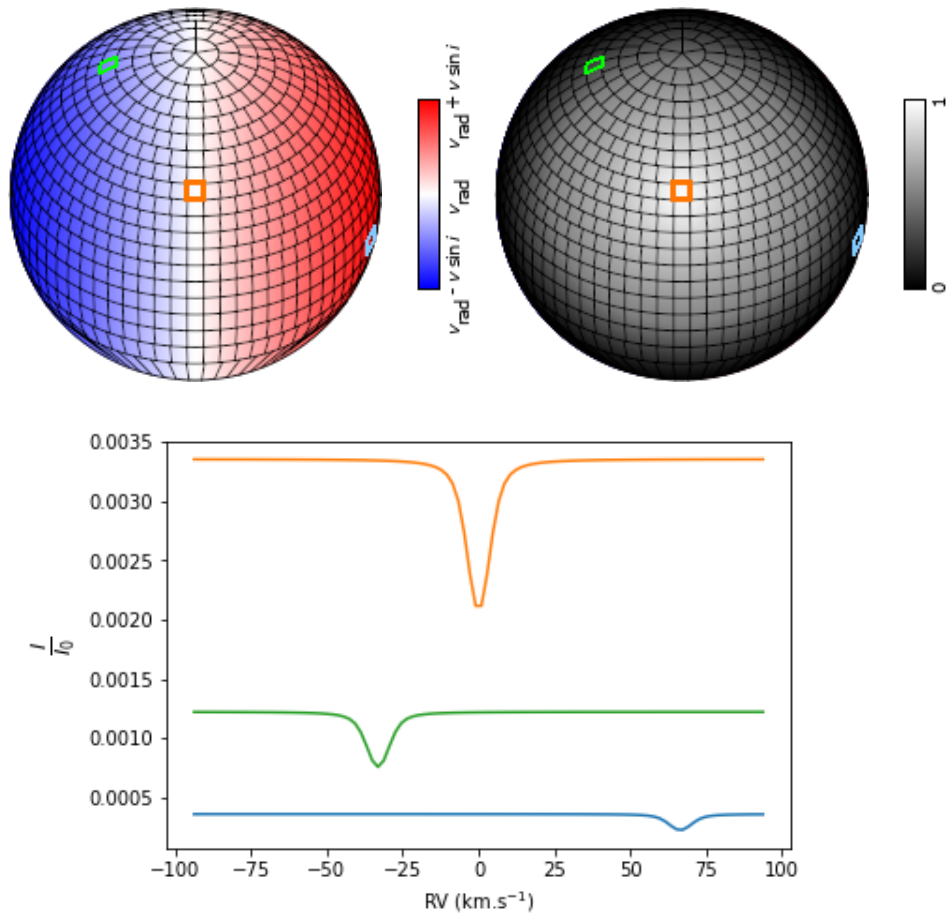 v_rad - v sin i v_rad v_rad + v sin i
0 1
0.0035
0.0030
0.0025
0.0020
0.0015
0.0010
0.0005
I/I₀
−100 −75 −50 −25 0 25 50 75 100
RV (km.s⁻¹)